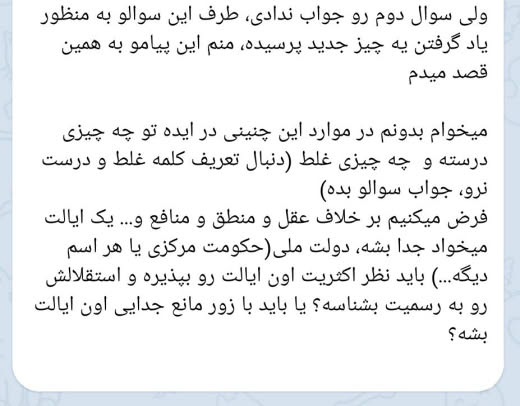 ولی سوال دوم رو جواب ندادی، طرف این سوالو به منظور
یاد گرفتن یه چیز جدید پرسیده، منم این پیامو به همین
قصد میدم
میخوام بدونم در موارد این چنینی در ایده تو چه چیزی
درسته و چه چیزی غلط (دنبال تعریف کلمه غلط و درست
نرو، جواب سوالو بده)
فرض میکنیم بر خلاف عقل و منطق و منافع و... یک ایالت
میخواد جدا بشه، دولت ملی(حکومت مرکزی یا هر اسم
دیگه...) باید نظر اکثریت اون ایالت رو بپذیره و استقلالش
رو به رسمیت بشناسه؟ یا باید با زور مانع جدایی اون ایالت
بشه؟